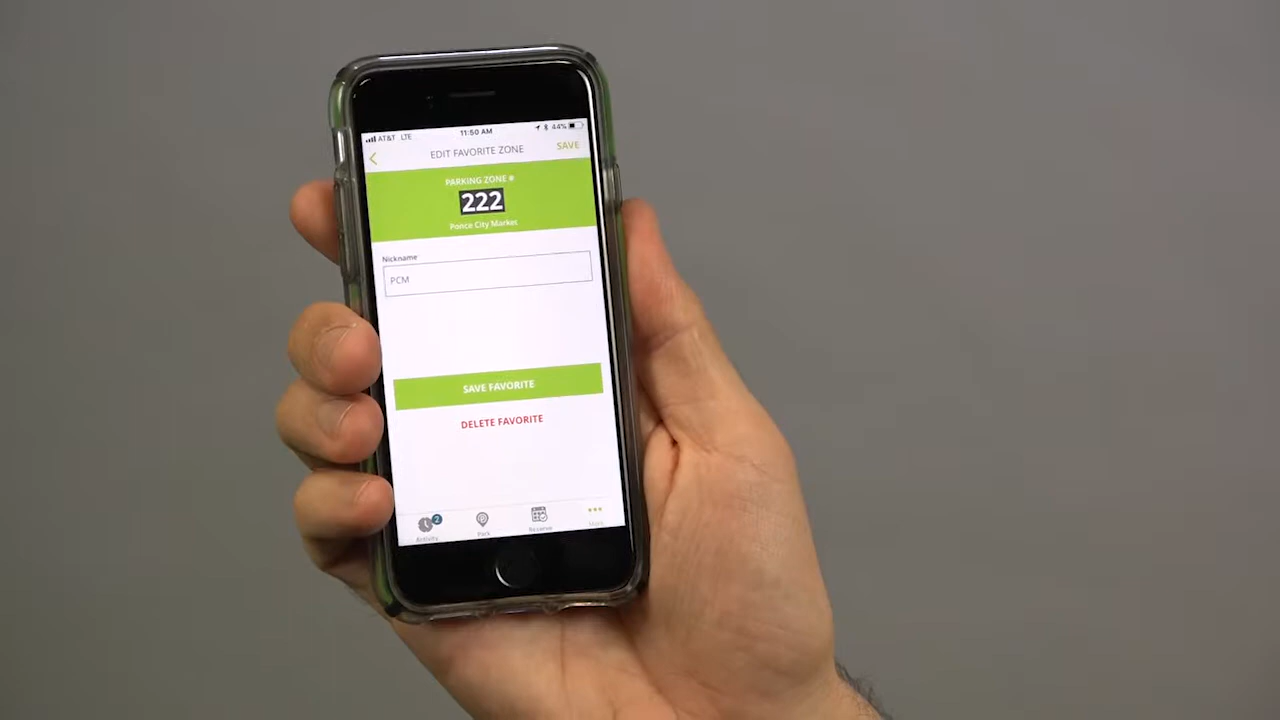 AT&T LTE 11:50 AM 44%
EDIT FAVORITE ZONE SAVE
PARKING ZONE #
222
Ponce City Market
Nickname
PCM
SAVE FAVORITE
DELETE FAVORITE
2
Activity Park Reserve More